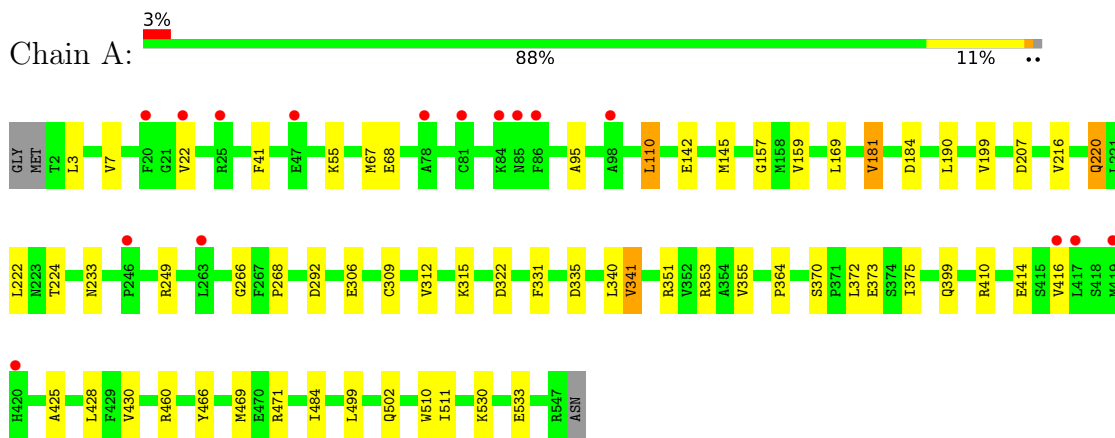 3%
Chain A:
88% 11% ••
GLY MET T2 L3 V7 F20 G21 V22 R25 F41 E47 K55 M67 E68 A78 C81 K84 N85 F86 A95 A98 L110 E142 M145 G157 M158 V159 L169 V181 D184 L190 V199 D207 V216 Q220 L221
L222 N223 T224 N233 P246 R249 L263 G266 F267 P268 D292 E306 C309 V312 K315 D322 F331 D335 L340 V341 R351 V352 R353 A354 V355 P364 S370 P371 L372 E373 S374 I375 Q399 R410 E414 S415 V416 L417 S418 M419
H420 A425 L428 F429 V430 R460 Y466 M469 E470 R471 I484 L499 Q502 W510 I511 K530 E533 R547 ASN